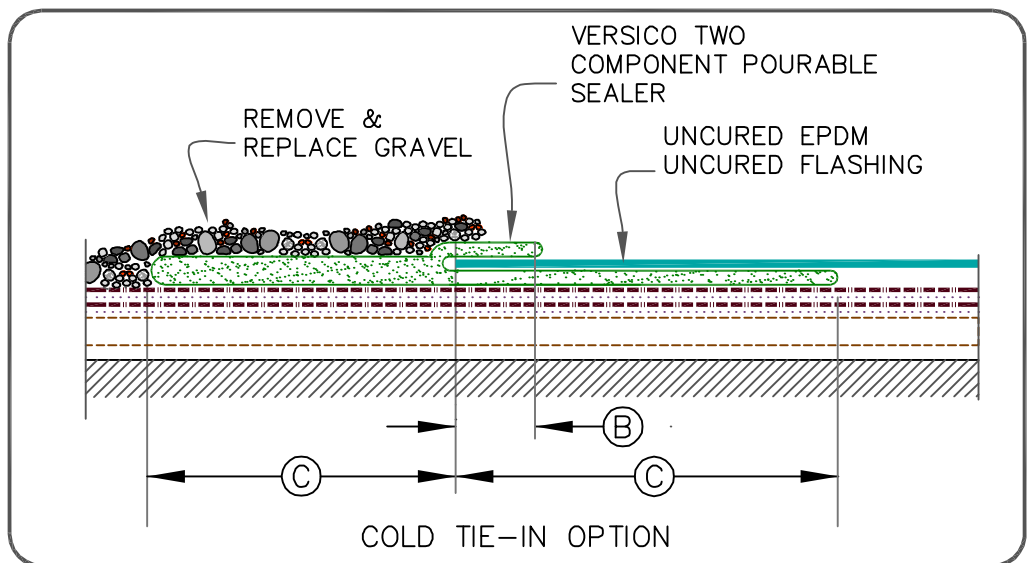 VERSICO TWO
COMPONENT POURABLE
SEALER
REMOVE &
REPLACE GRAVEL
UNCURED EPDM
UNCURED FLASHING
B
C
C
COLD TIE-IN OPTION